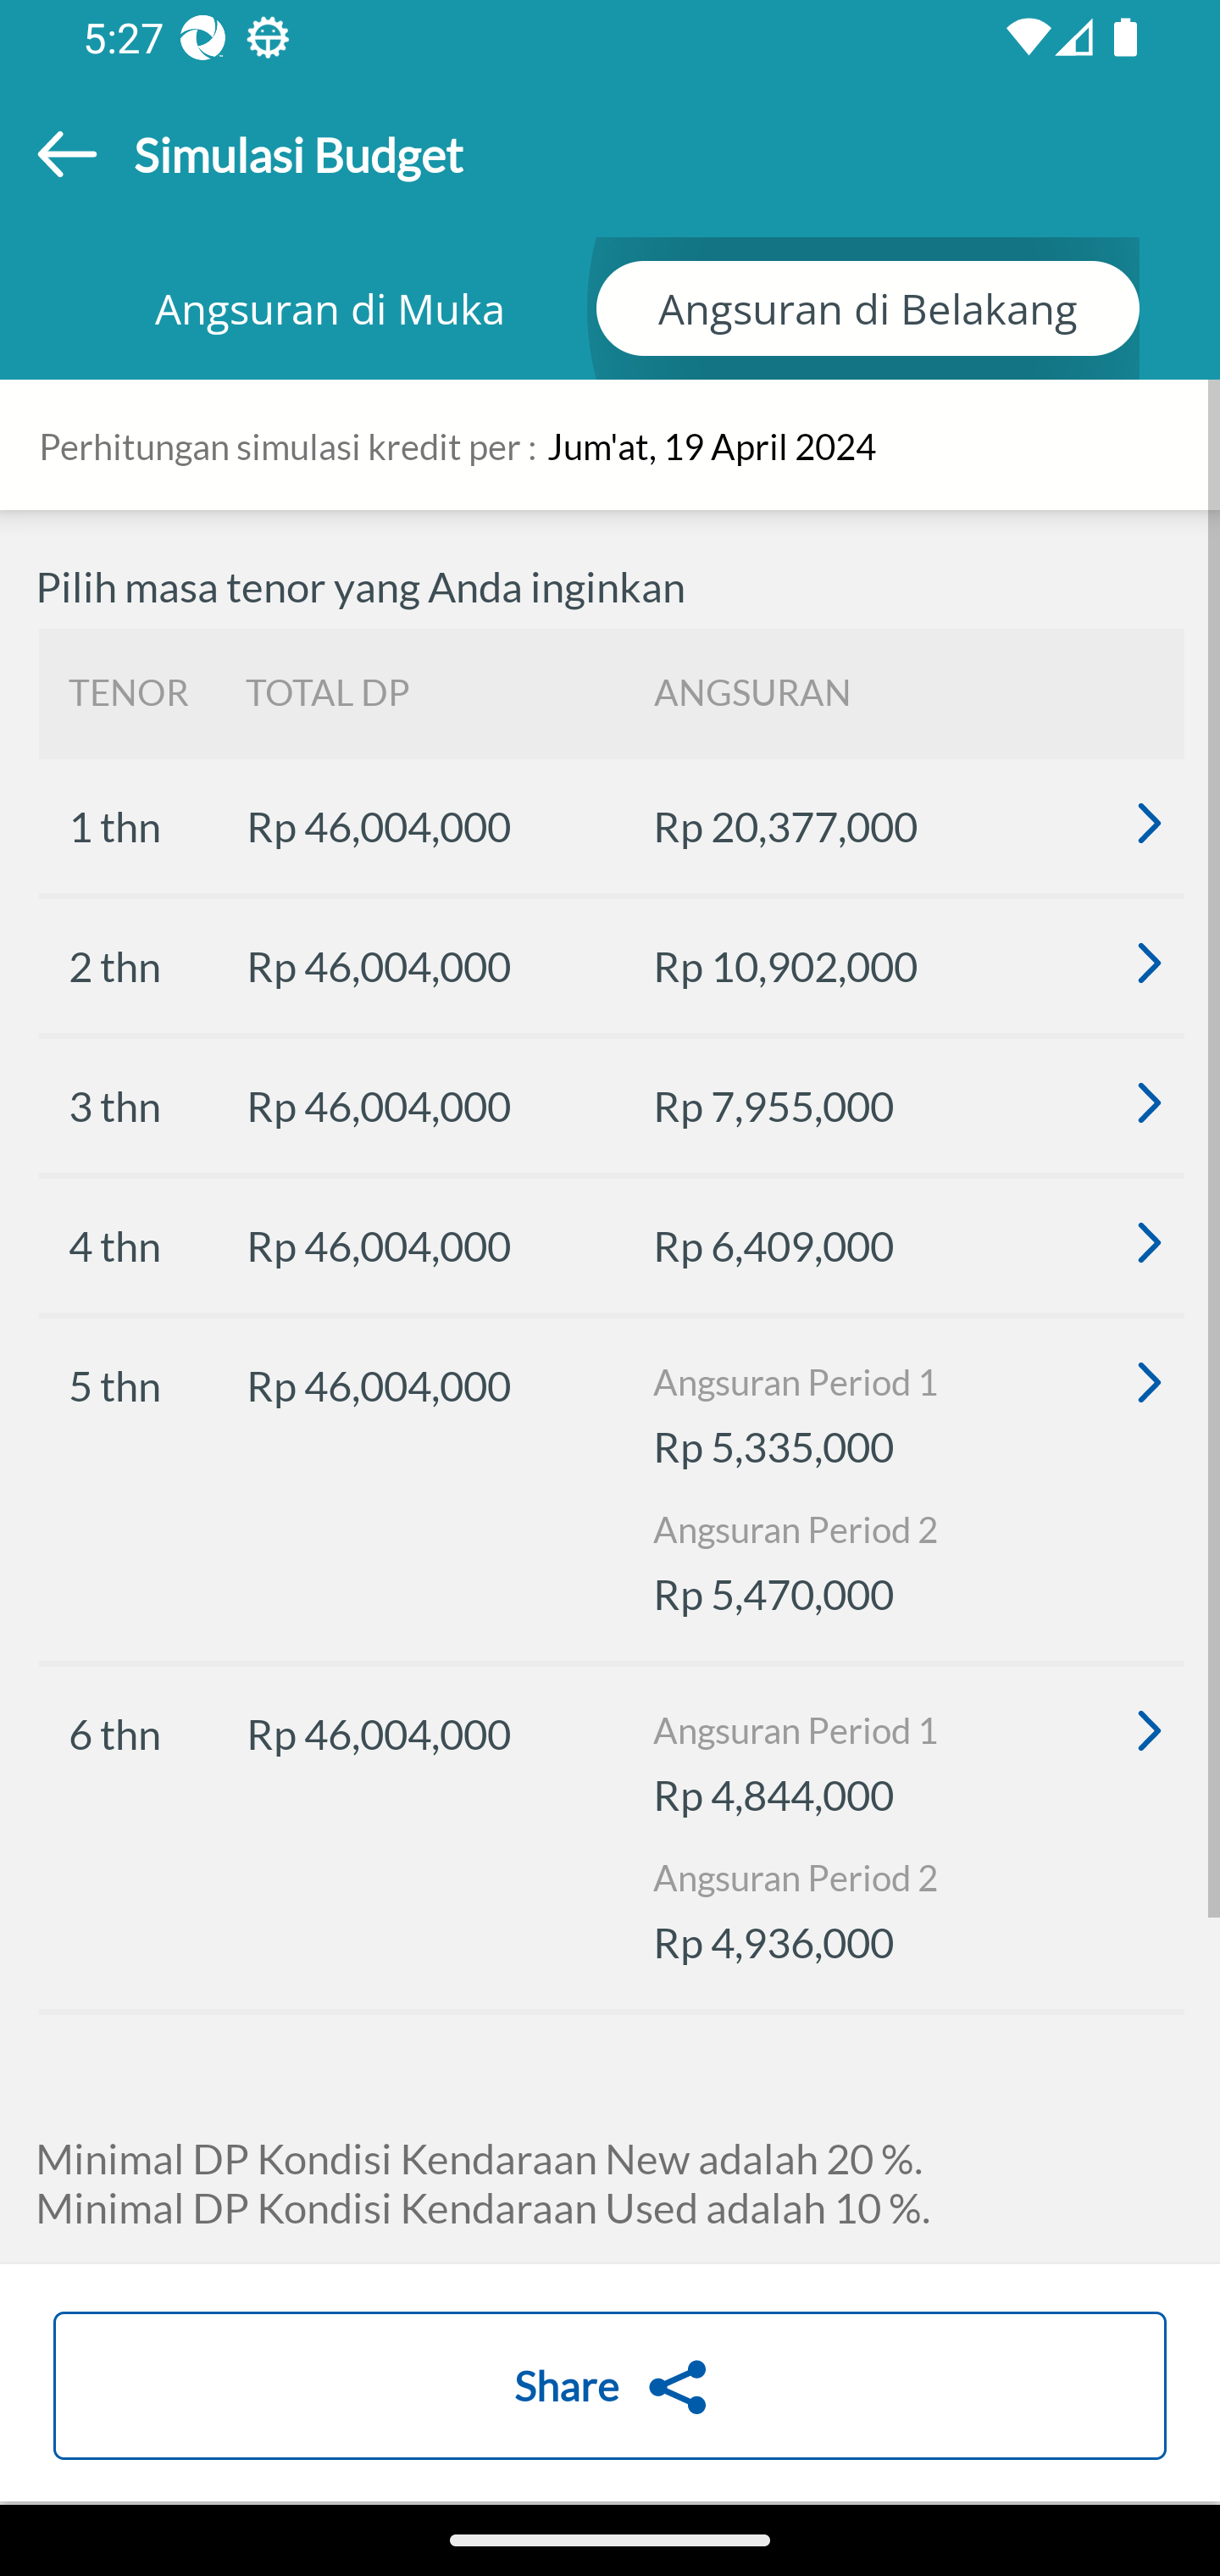 5:27
Simulasi Budget
Angsuran di Muka Angsuran di Belakang
Perhitungan simulasi kredit per : Jum'at, 19 April 2024
Pilih masa tenor yang Anda inginkan
TENOR TOTAL DP ANGSURAN
1 thn Rp 46,004,000 Rp 20,377,000
2 thn Rp 46,004,000 Rp 10,902,000
3 thn Rp 46,004,000 Rp 7,955,000
4 thn Rp 46,004,000 Rp 6,409,000
5 thn Rp 46,004,000 Angsuran Period 1
Rp 5,335,000
Angsuran Period 2
Rp 5,470,000
6 thn Rp 46,004,000 Angsuran Period 1
Rp 4,844,000
Angsuran Period 2
Rp 4,936,000
Minimal DP Kondisi Kendaraan New adalah 20 %.
Minimal DP Kondisi Kendaraan Used adalah 10 %.
Share